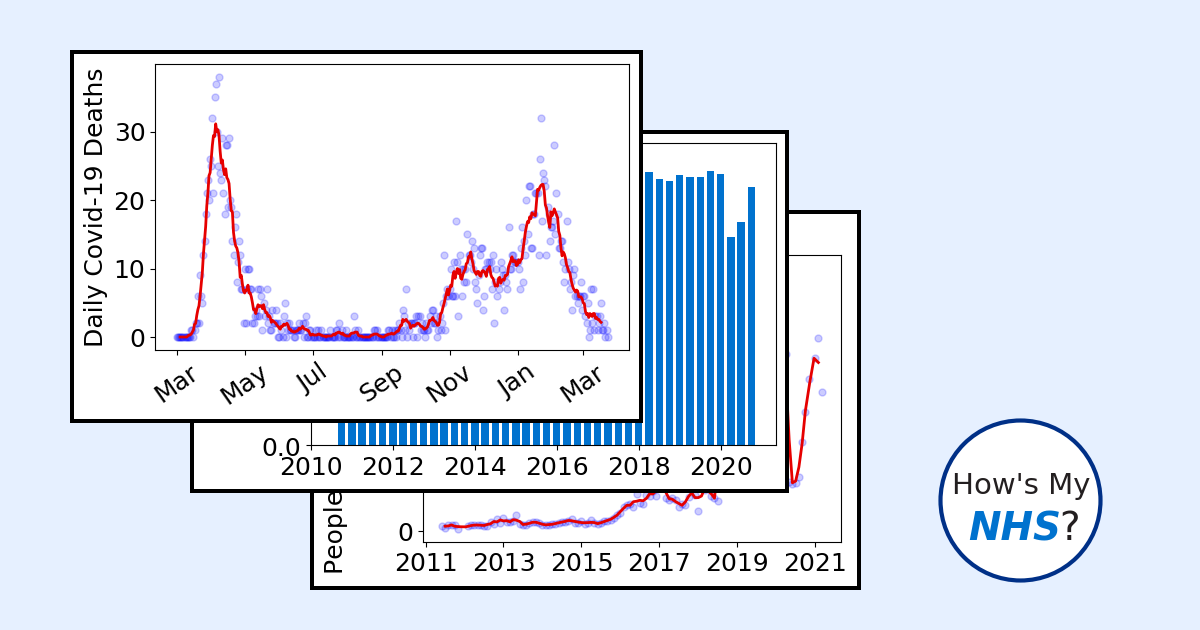 Daily Covid-19 Deaths
30
20
10
0
Mar May Jul Sep Nov Jan Mar
0.0
2010 2012 2014 2016 2018 2020
People
0
2011 2013 2015 2017 2019 2021
How's My
NHS?